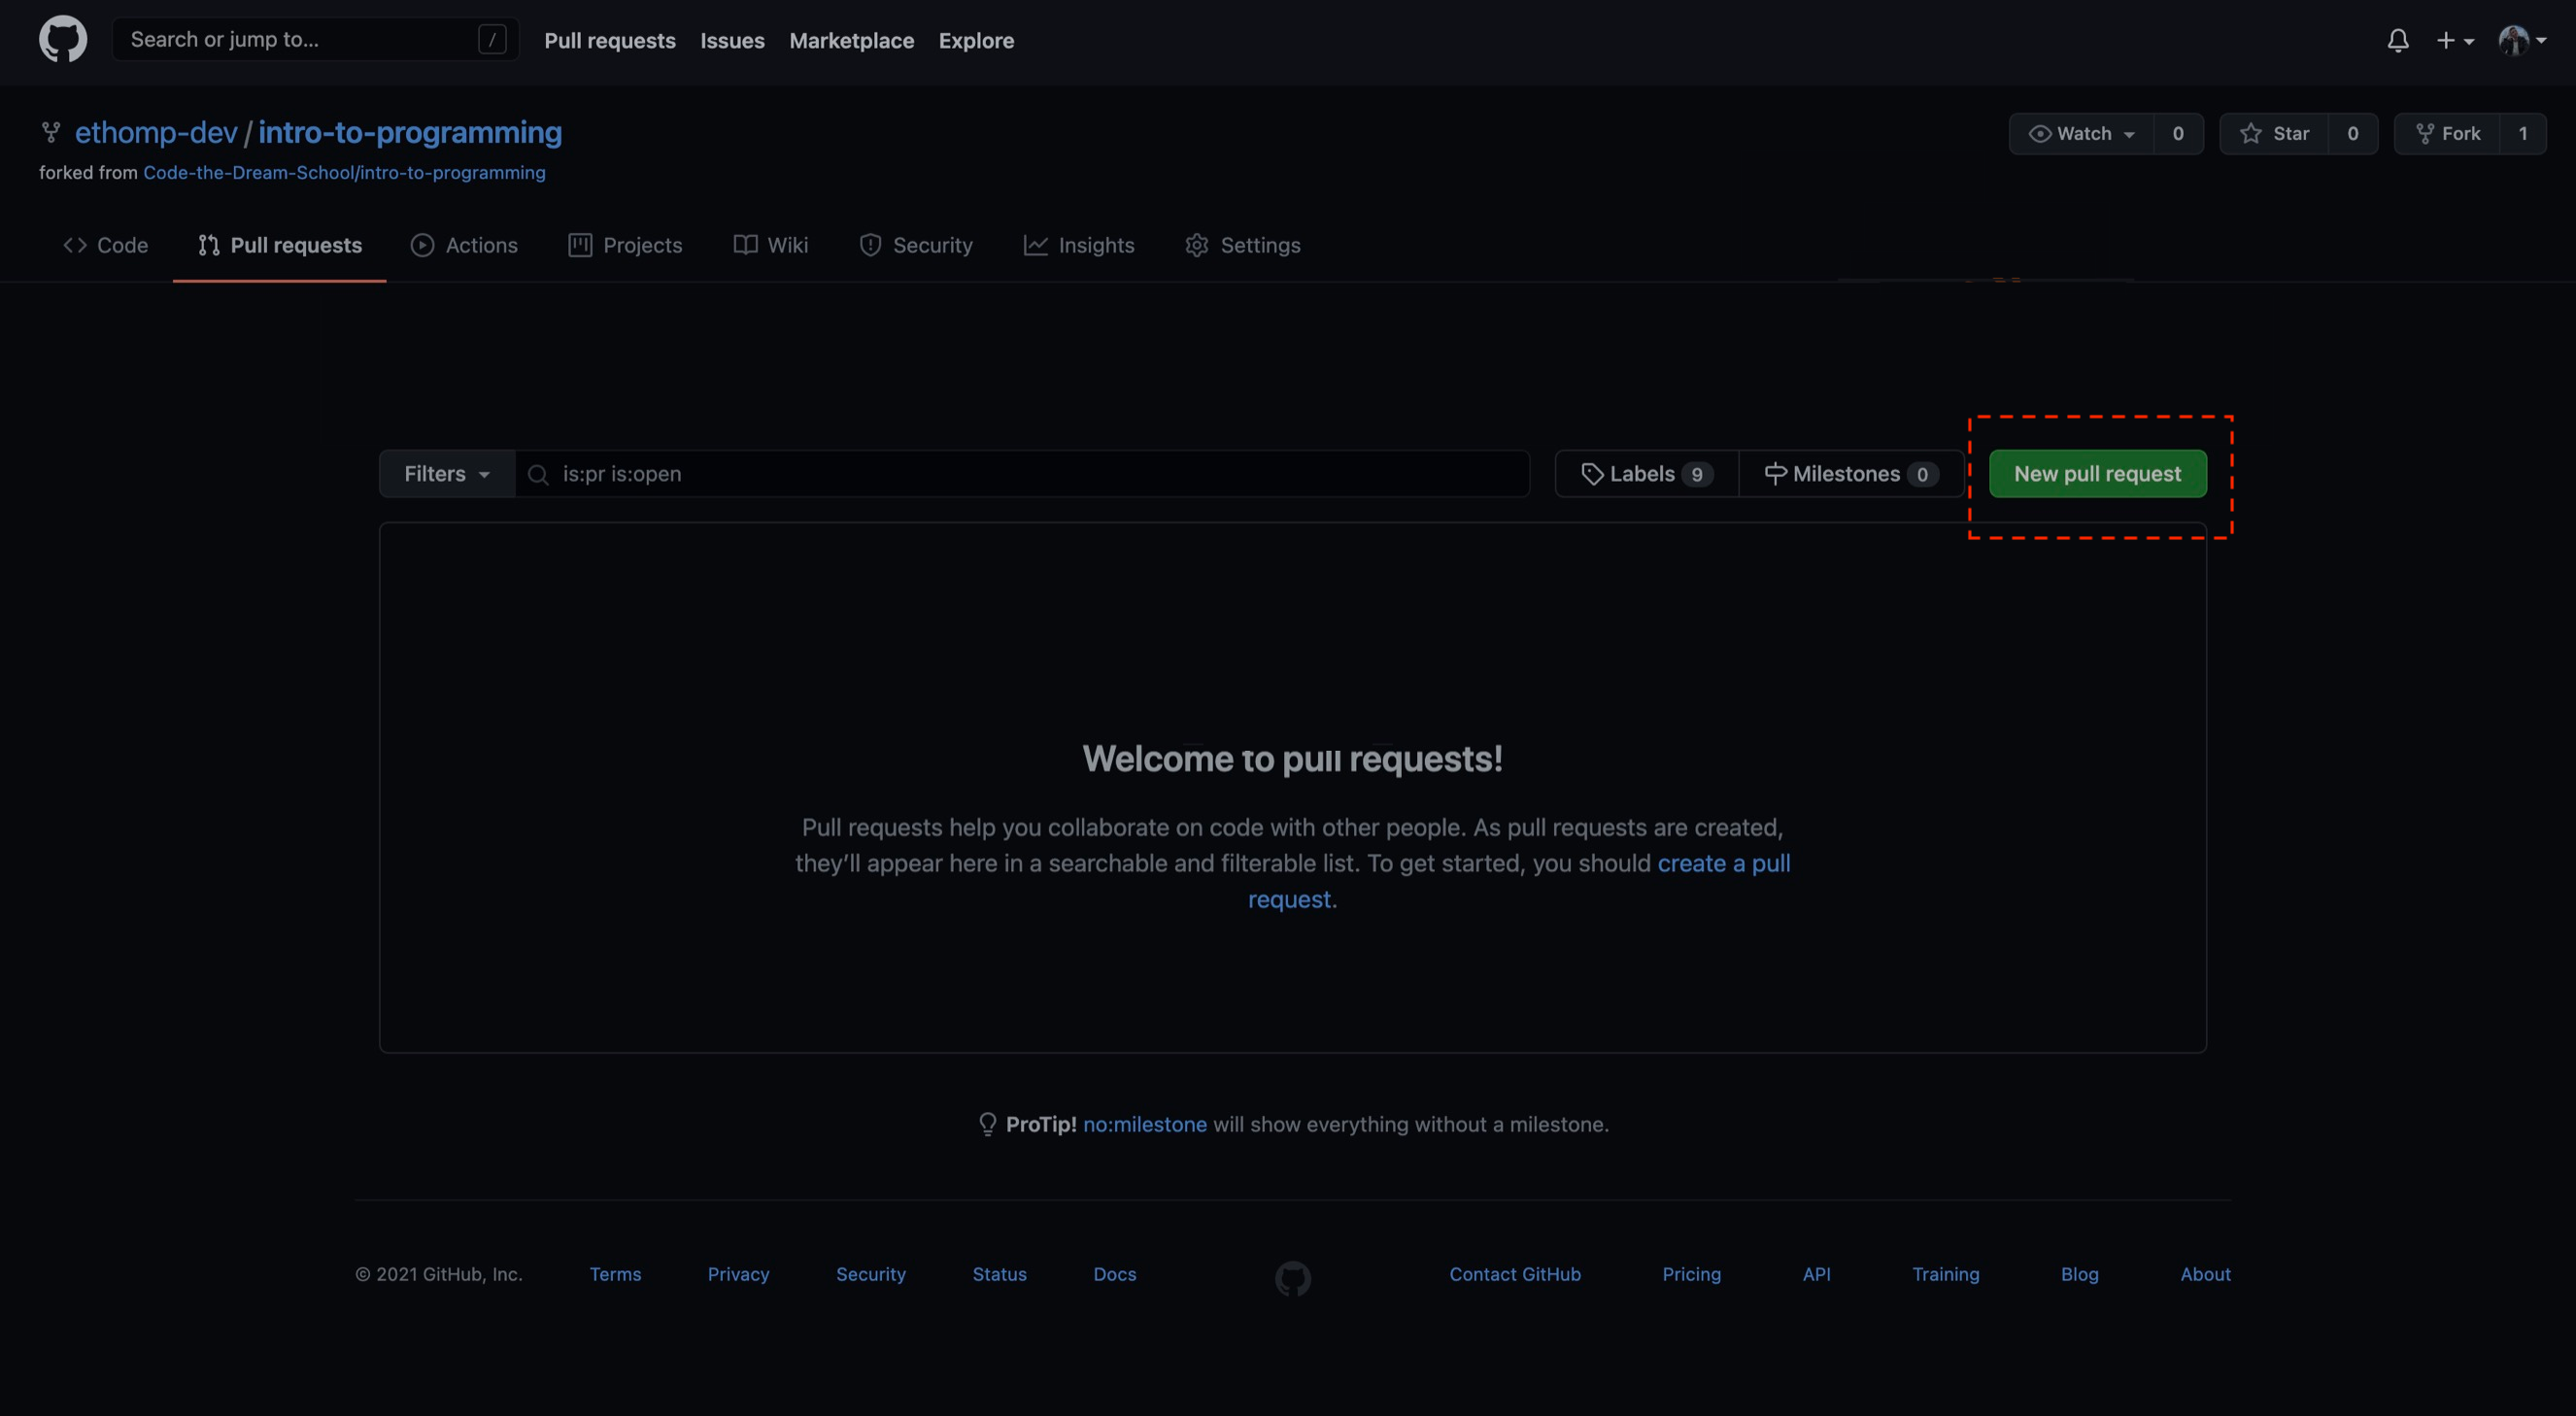 Search or jump to... / Pull requests Issues Marketplace Explore
ethomp-dev / intro-to-programming Watch 0 Star 0 Fork 1
forked from Code-the-Dream-School/intro-to-programming
Code Pull requests Actions Projects Wiki Security Insights Settings
Filters is:pr is:open Labels 9 Milestones 0 New pull request
Welcome to pull requests!
Pull requests help you collaborate on code with other people. As pull requests are created,
they’ll appear here in a searchable and filterable list. To get started, you should create a pull
request.
ProTip! no:milestone will show everything without a milestone.
© 2021 GitHub, Inc. Terms Privacy Security Status Docs Contact GitHub Pricing API Training Blog About